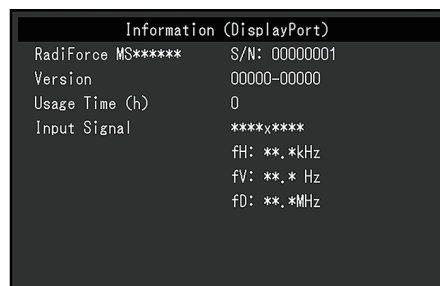 Information (DisplayPort)
RadiForce MS****** S/N: 00000001
Version 00000-00000
Usage Time (h) 0
Input Signal ****x****
fH: **.*kHz
fV: **.* Hz
fD: **.*MHz